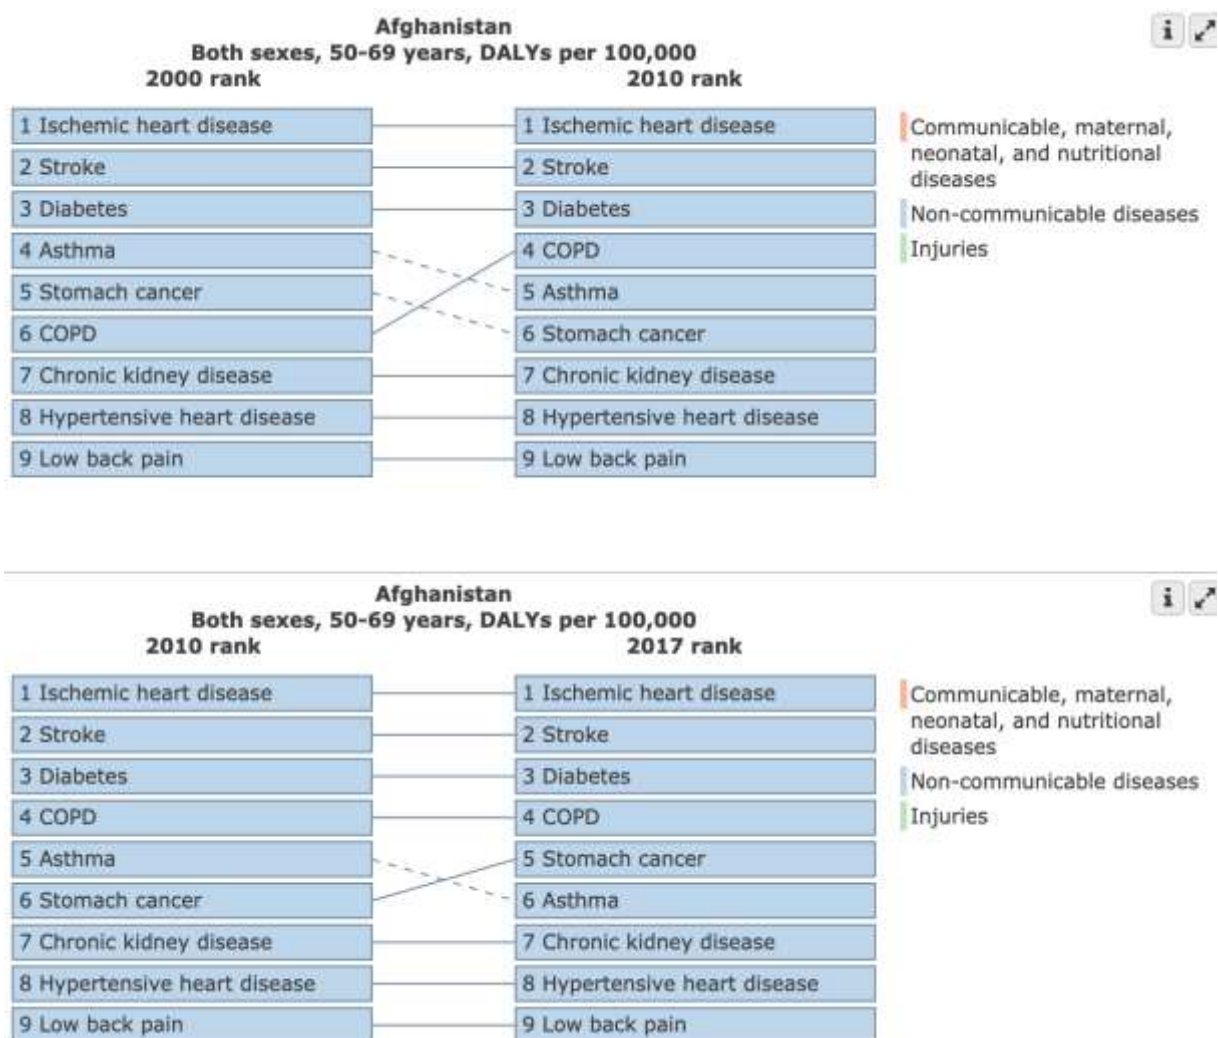 Afghanistan
Both sexes, 50-69 years, DALYs per 100,000
2000 rank
2010 rank
1 Ischemic heart disease
2 Stroke
3 Diabetes
4 Asthma
5 Stomach cancer
6 COPD
7 Chronic kidney disease
8 Hypertensive heart disease
9 Low back pain
1 Ischemic heart disease
2 Stroke
3 Diabetes
4 COPD
5 Asthma
6 Stomach cancer
7 Chronic kidney disease
8 Hypertensive heart disease
9 Low back pain
Communicable, maternal,
neonatal, and nutritional
diseases
Non-communicable diseases
Injuries
i
Afghanistan
Both sexes, 50-69 years, DALYs per 100,000
2010 rank
2017 rank
1 Ischemic heart disease
2 Stroke
3 Diabetes
4 COPD
5 Asthma
6 Stomach cancer
7 Chronic kidney disease
8 Hypertensive heart disease
9 Low back pain
1 Ischemic heart disease
2 Stroke
3 Diabetes
4 COPD
5 Stomach cancer
6 Asthma
7 Chronic kidney disease
8 Hypertensive heart disease
9 Low back pain
Communicable, maternal,
neonatal, and nutritional
diseases
Non-communicable diseases
Injuries
i